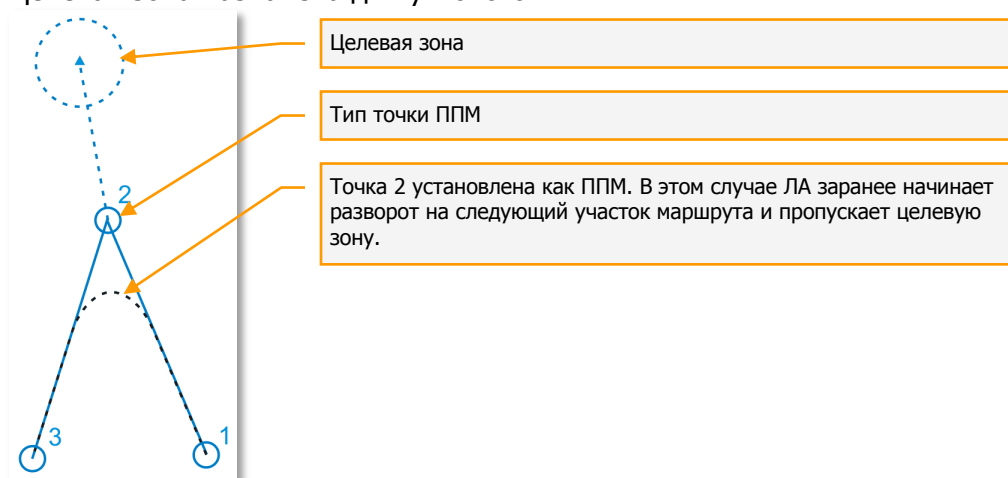 Целевая зона
Тип точки ППМ
2
Точка 2 установлена как ППМ. В этом случае ЛА заранее начинает
разворот на следующий участок маршрута и пропускает целевую
зону.
3
1